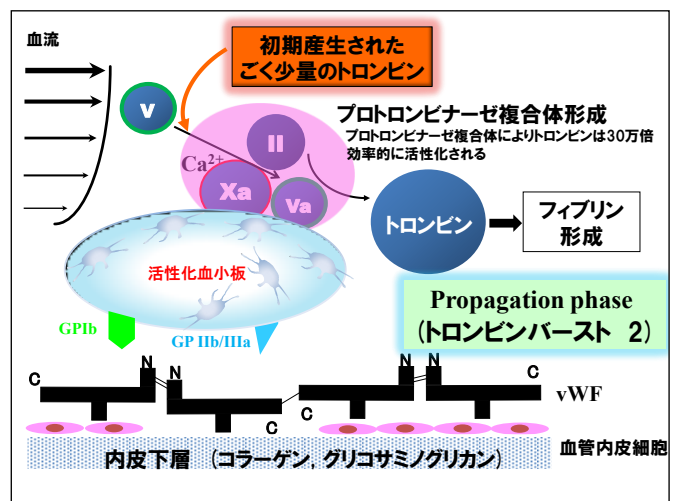 血流
初期産生された
ごく少量のトロンビン
V
プロトロンビナーゼ複合体形成
プロトロンビナーゼ複合体によりトロンビンは30万倍
効率的に活性化される
II
Ca2+
Xa
Va
トロンビン
フィブリン
形成
活性化血小板
GPIb
GP IIb/IIIa
Propagation phase
(トロンビンバースト 2)
C
N
N
C
C
N
N
C
vWF
血管内皮細胞
内皮下層 (コラーゲン, グリコサミノグリカン)